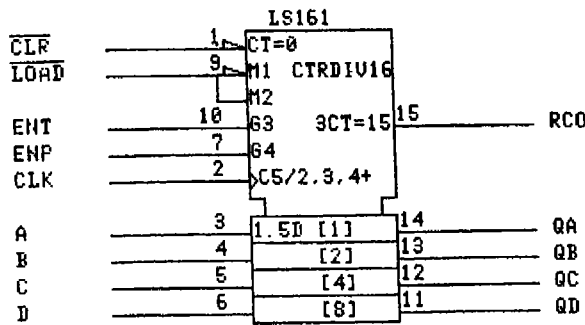 LS161
CLR 1 CT=0
LOAD 9 M1 CTRDIV16
M2
ENT 10 G3 3CT=15 15 RCO
ENP 7 G4
CLK 2 C5/2.3,4+
A 3 1.5D [1] 14 QA
B 4 [2] 13 QB
C 5 [4] 12 QC
D 6 [8] 11 QD